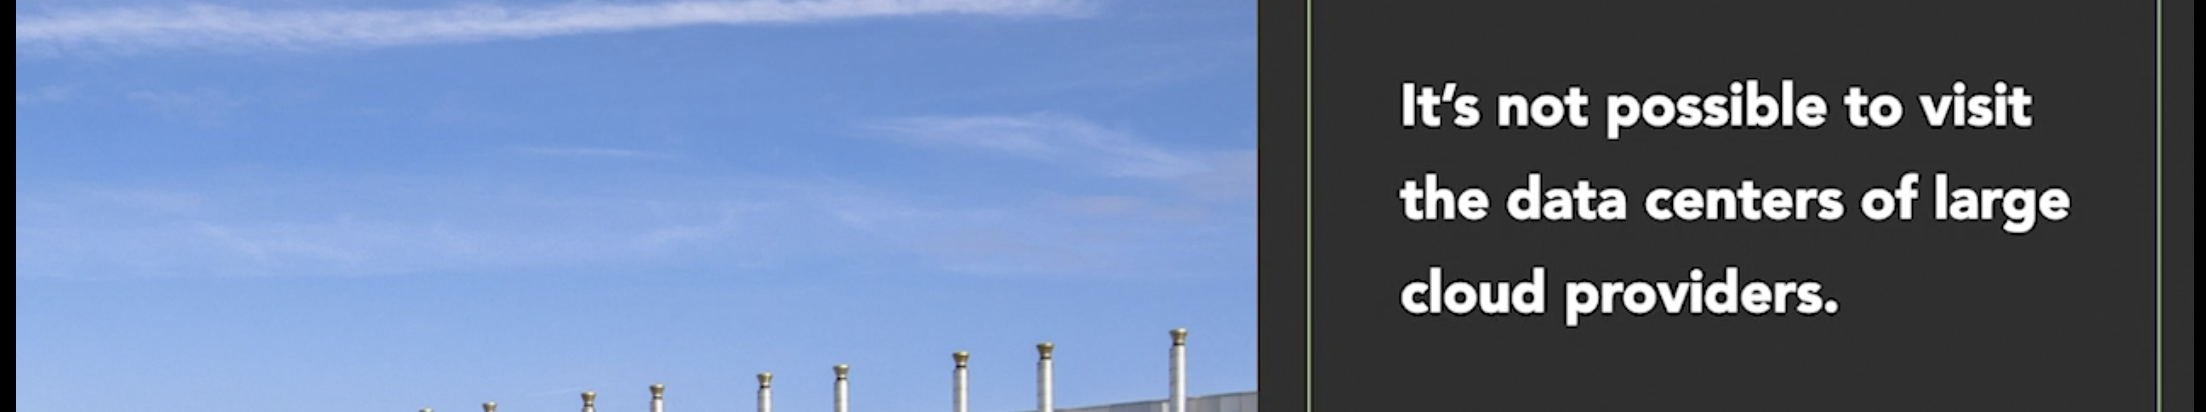 It’s not possible to visit
the data centers of large
cloud providers.